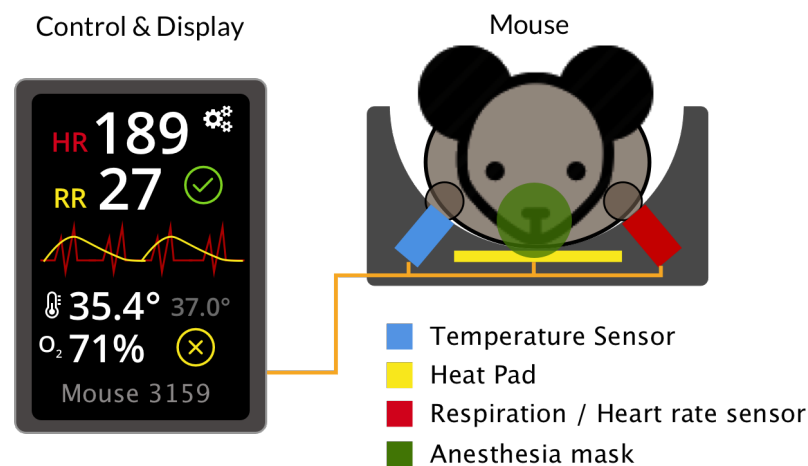 Control & Display
Mouse
HR 189
RR 27
35.4° 37.0°
O₂ 71%
Mouse 3159
Temperature Sensor
Heat Pad
Respiration / Heart rate sensor
Anesthesia mask